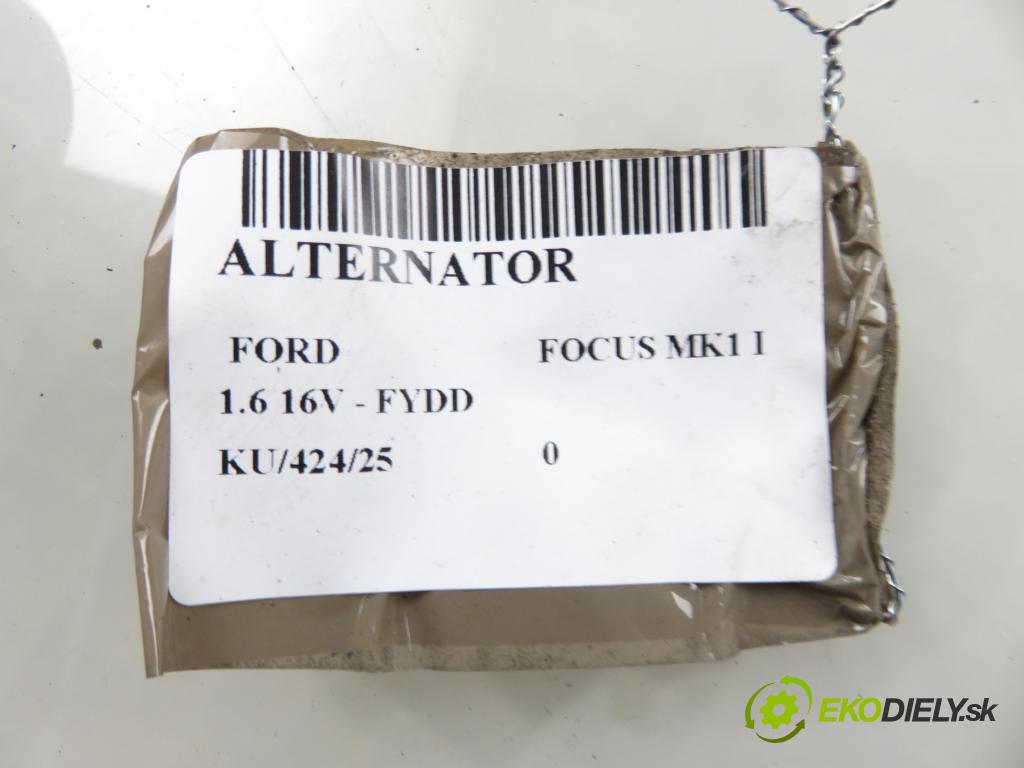 ALTERNATOR
FORD FOCUS MK1 I
1.6 16V - FYDD
KU/424/25 0
EKODIELY.sk